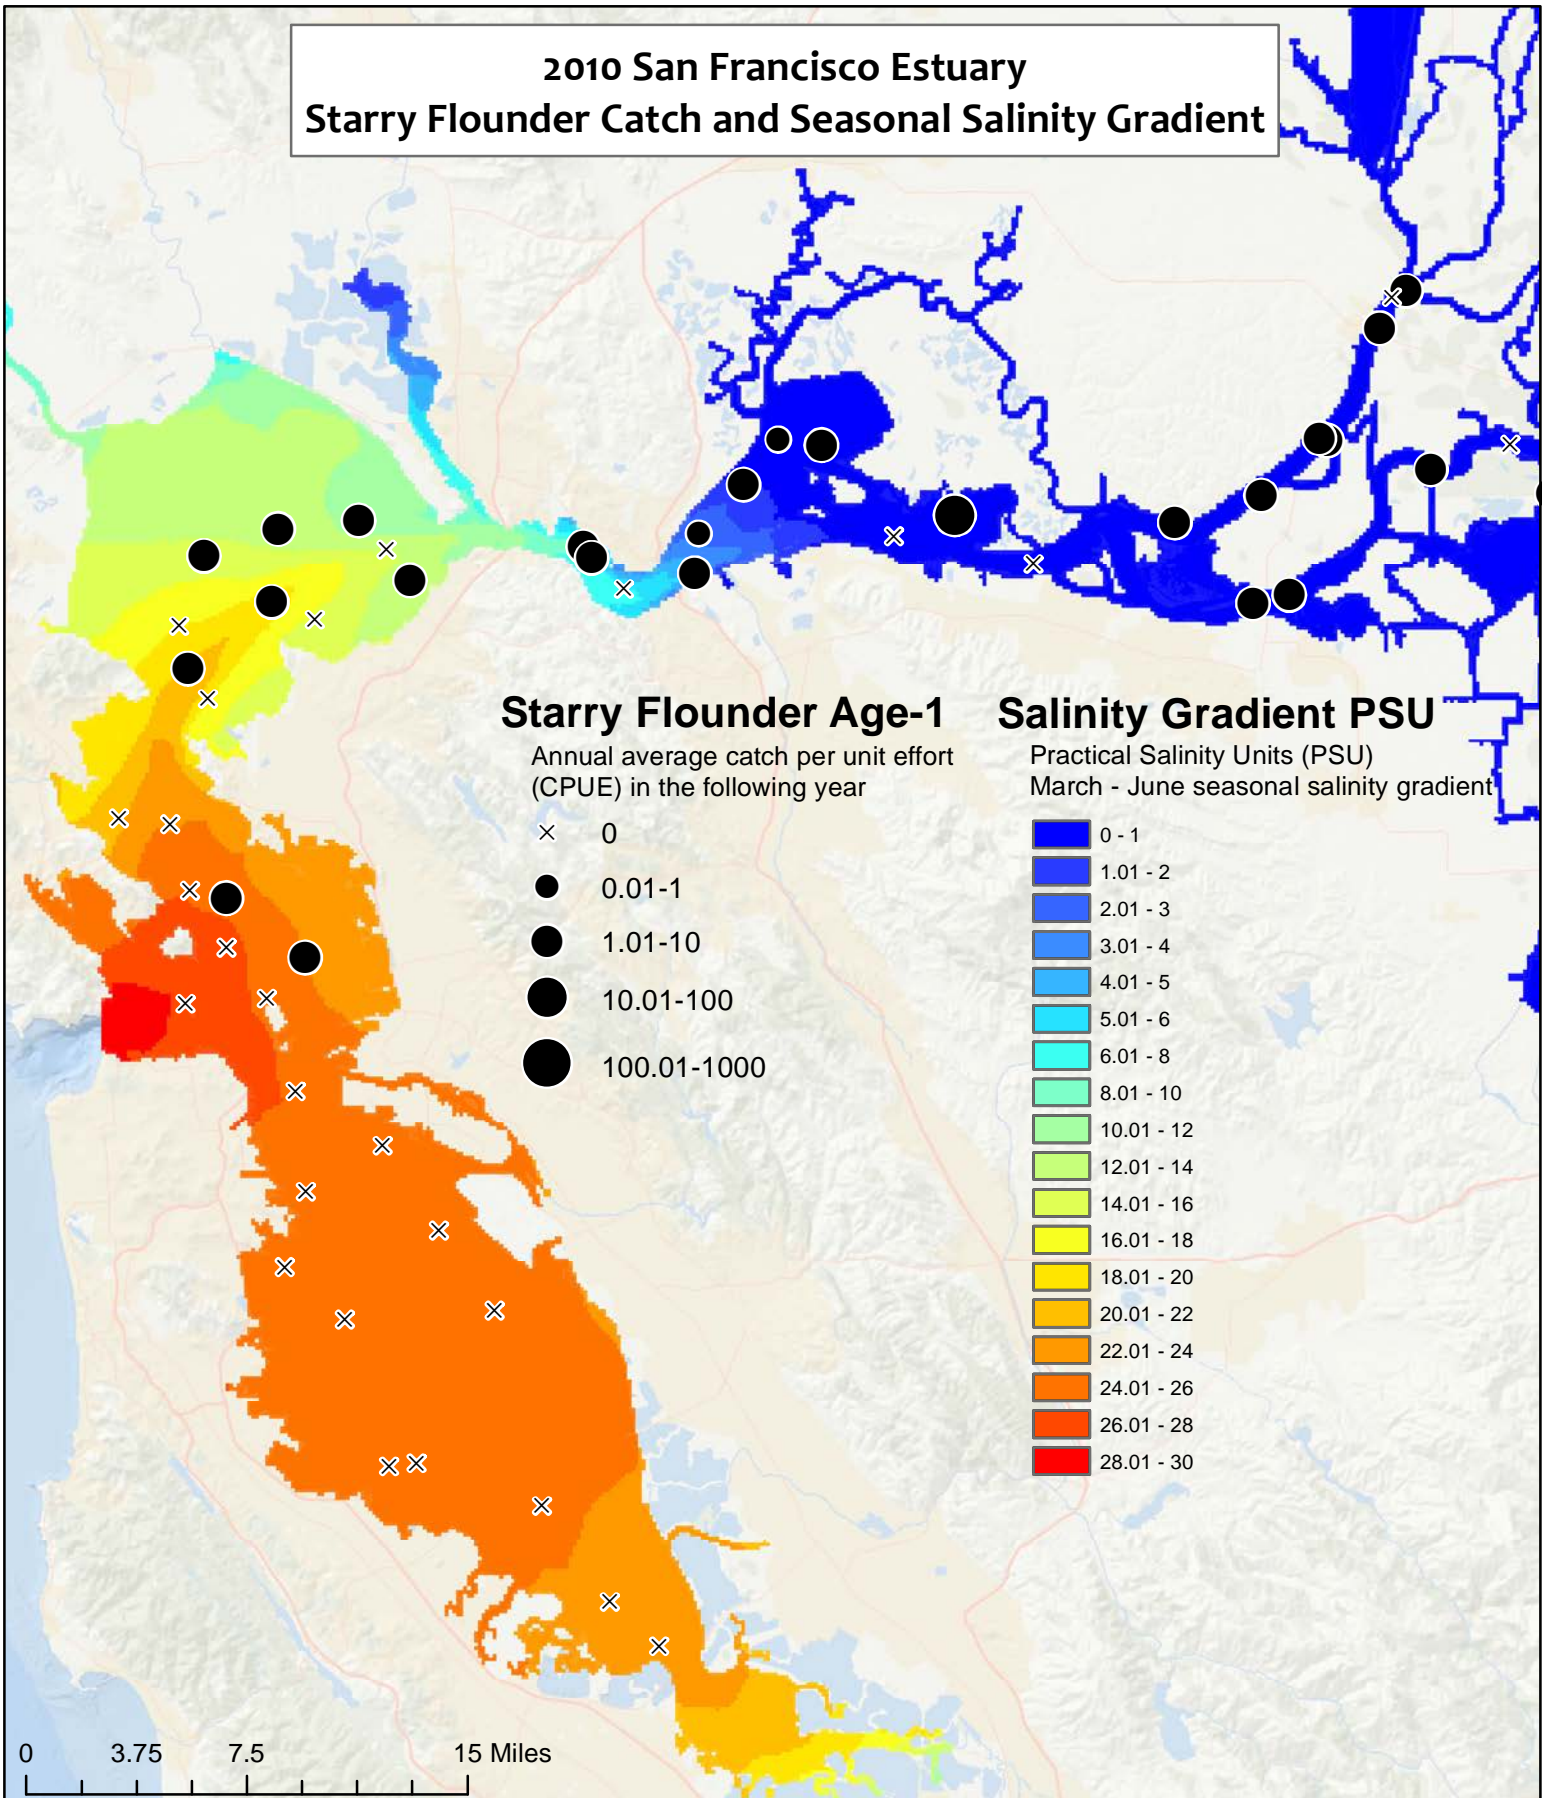 2010 San Francisco Estuary
Starry Flounder Catch and Seasonal Salinity Gradient
Starry Flounder Age-1
Annual average catch per unit effort
(CPUE) in the following year
0
0.01-1
1.01-10
10.01-100
100.01-1000
Salinity Gradient PSU
Practical Salinity Units (PSU)
March - June seasonal salinity gradient
0 - 1
1.01 - 2
2.01 - 3
3.01 - 4
4.01 - 5
5.01 - 6
6.01 - 8
8.01 - 10
10.01 - 12
12.01 - 14
14.01 - 16
16.01 - 18
18.01 - 20
20.01 - 22
22.01 - 24
24.01 - 26
26.01 - 28
28.01 - 30
0 3.75 7.5 15 Miles